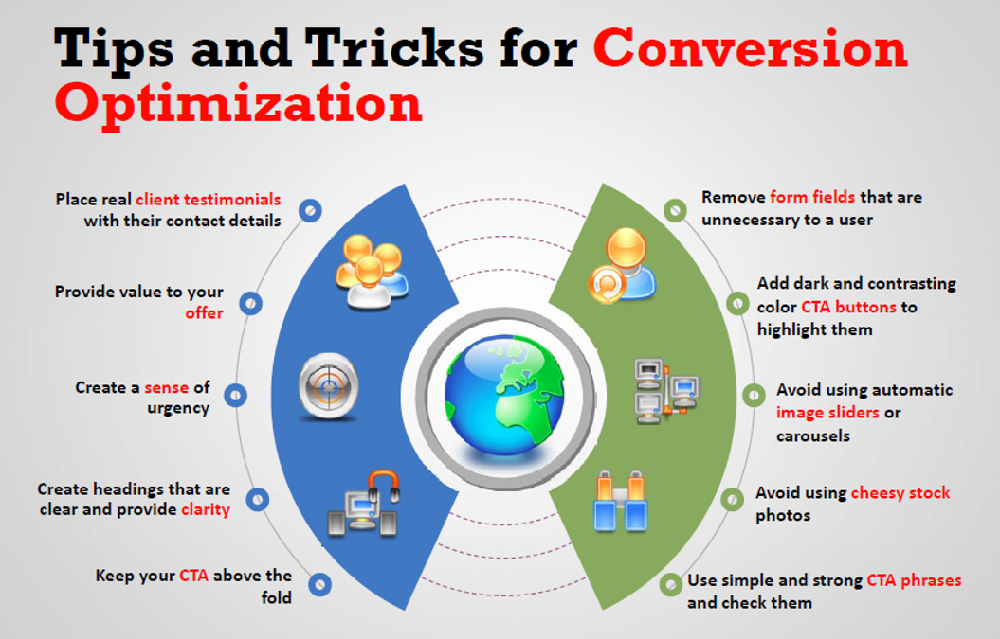 Tips and Tricks for Conversion
Optimization
Place real client testimonials
with their contact details
Provide value to your
offer
Create a sense of
urgency
Create headings that are
clear and provide clarity
Keep your CTA above the
fold
Remove form fields that are
unnecessary to a user
Add dark and contrasting
color CTA buttons to
highlight them
Avoid using automatic
image sliders or
carousels
Avoid using cheesy stock
photos
Use simple and strong CTA phrases
and check them